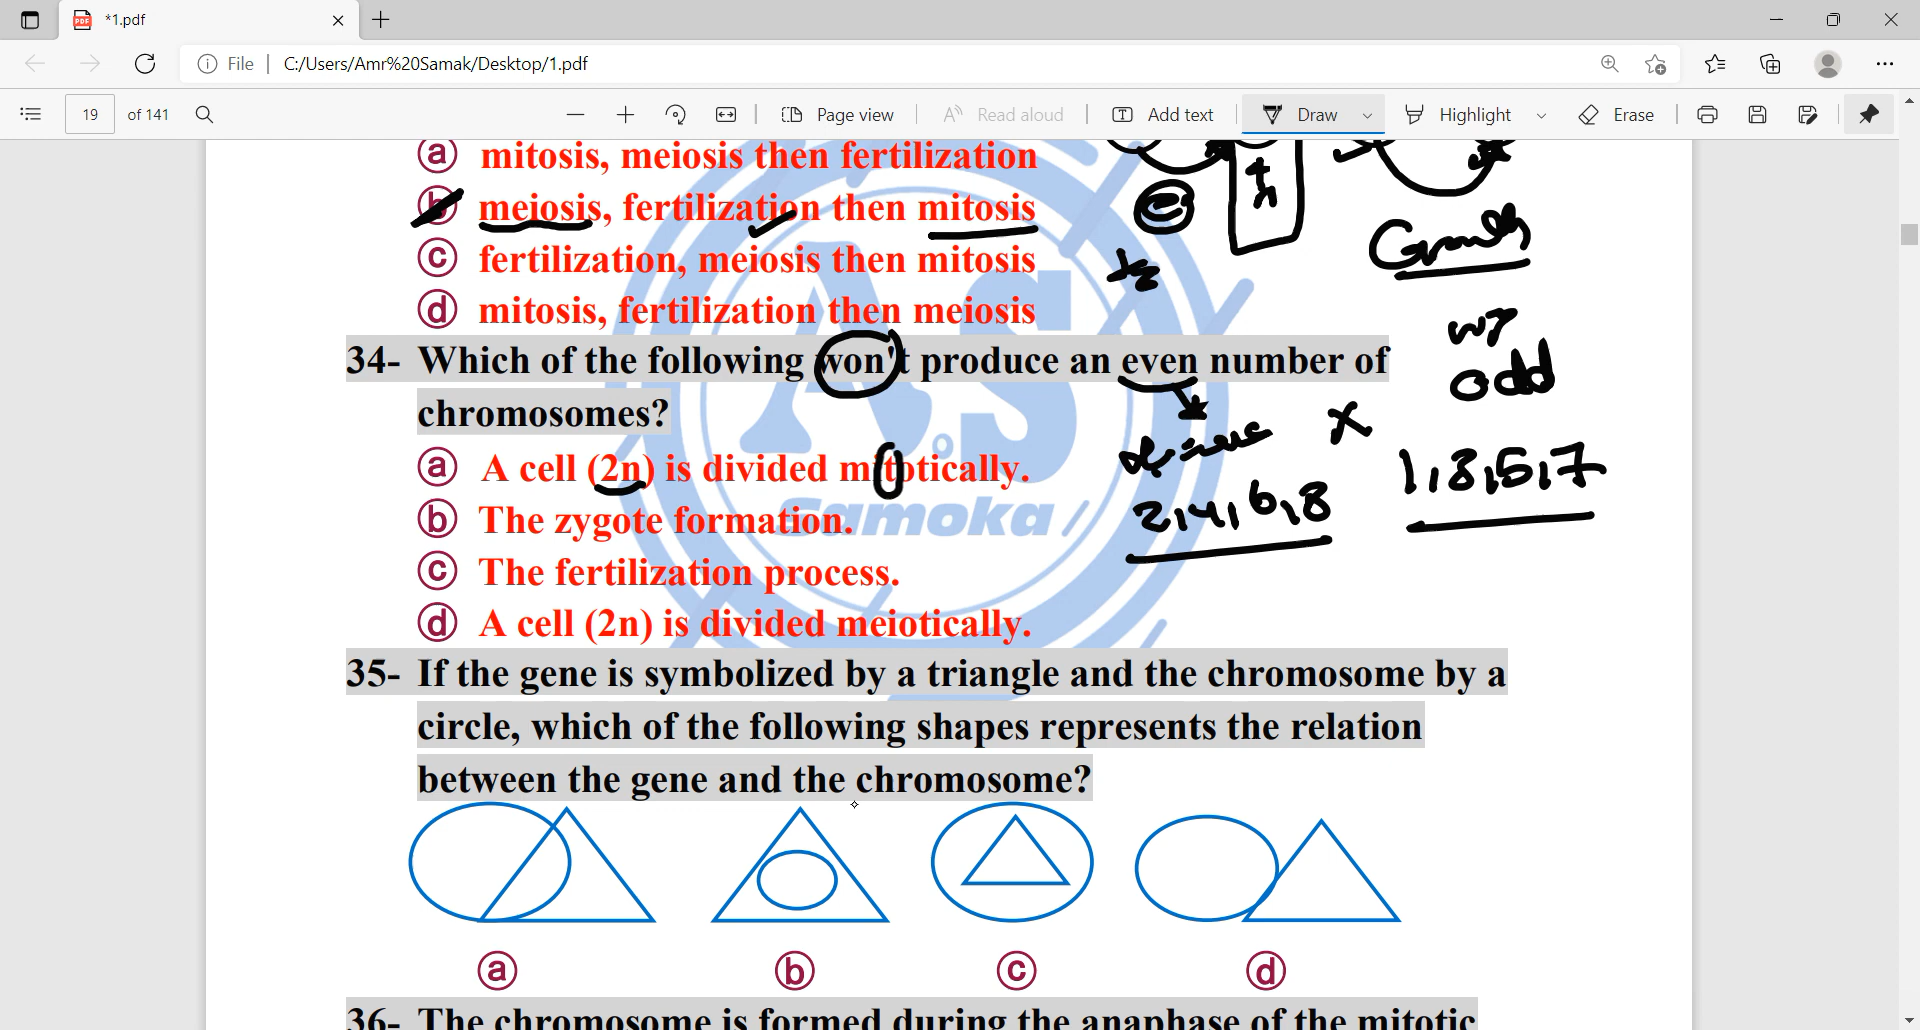 *1.pdf
File C:/Users/Amr%20Samak/Desktop/1.pdf
19 of 141 Page view Read aloud Add text Draw Highlight Erase
a mitosis, meiosis then fertilization
b meiosis, fertilization then mitosis
c fertilization, meiosis then mitosis
d mitosis, fertilization then meiosis
Growth
34- Which of the following won't produce an even number of
chromosomes?
odd
a A cell (2n) is divided mitotically.
1,3,5,7
b The zygote formation.
2,4,6,8
c The fertilization process.
d A cell (2n) is divided meiotically.
AS
Samoka
35- If the gene is symbolized by a triangle and the chromosome by a
circle, which of the following shapes represents the relation
between the gene and the chromosome?
a b c d
36- The chromosome is formed during the anaphase of the mitotic